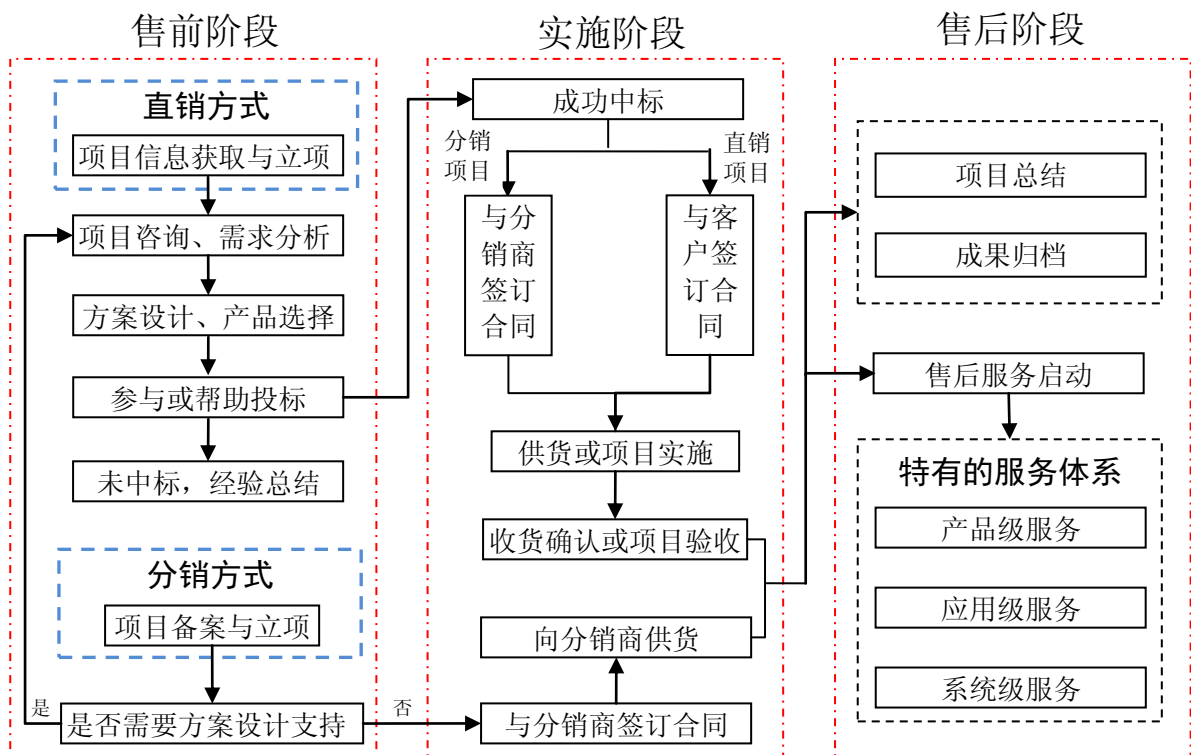 售前阶段
直销方式
项目信息获取与立项
项目咨询、需求分析
方案设计、产品选择
参与或帮助投标
未中标，经验总结
分销方式
项目备案与立项
是
是否需要方案设计支持
否
实施阶段
成功中标
分销
项目
直销
项目
与分
销商
签订
合同
与客
户签
订合
同
供货或项目实施
收货确认或项目验收
向分销商供货
与分销商签订合同
售后阶段
项目总结
成果归档
售后服务启动
特有的服务体系
产品级服务
应用级服务
系统级服务